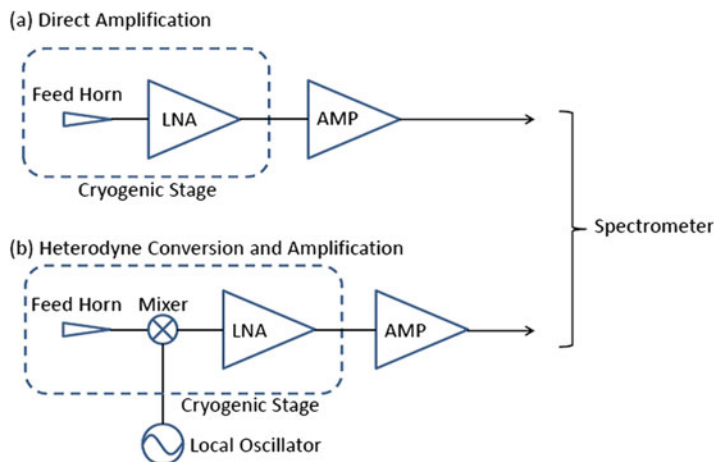 (a) Direct Amplification
Feed Horn
LNA
AMP
Cryogenic Stage
Spectrometer
(b) Heterodyne Conversion and Amplification
Feed Horn
Mixer
LNA
AMP
Cryogenic Stage
Local Oscillator